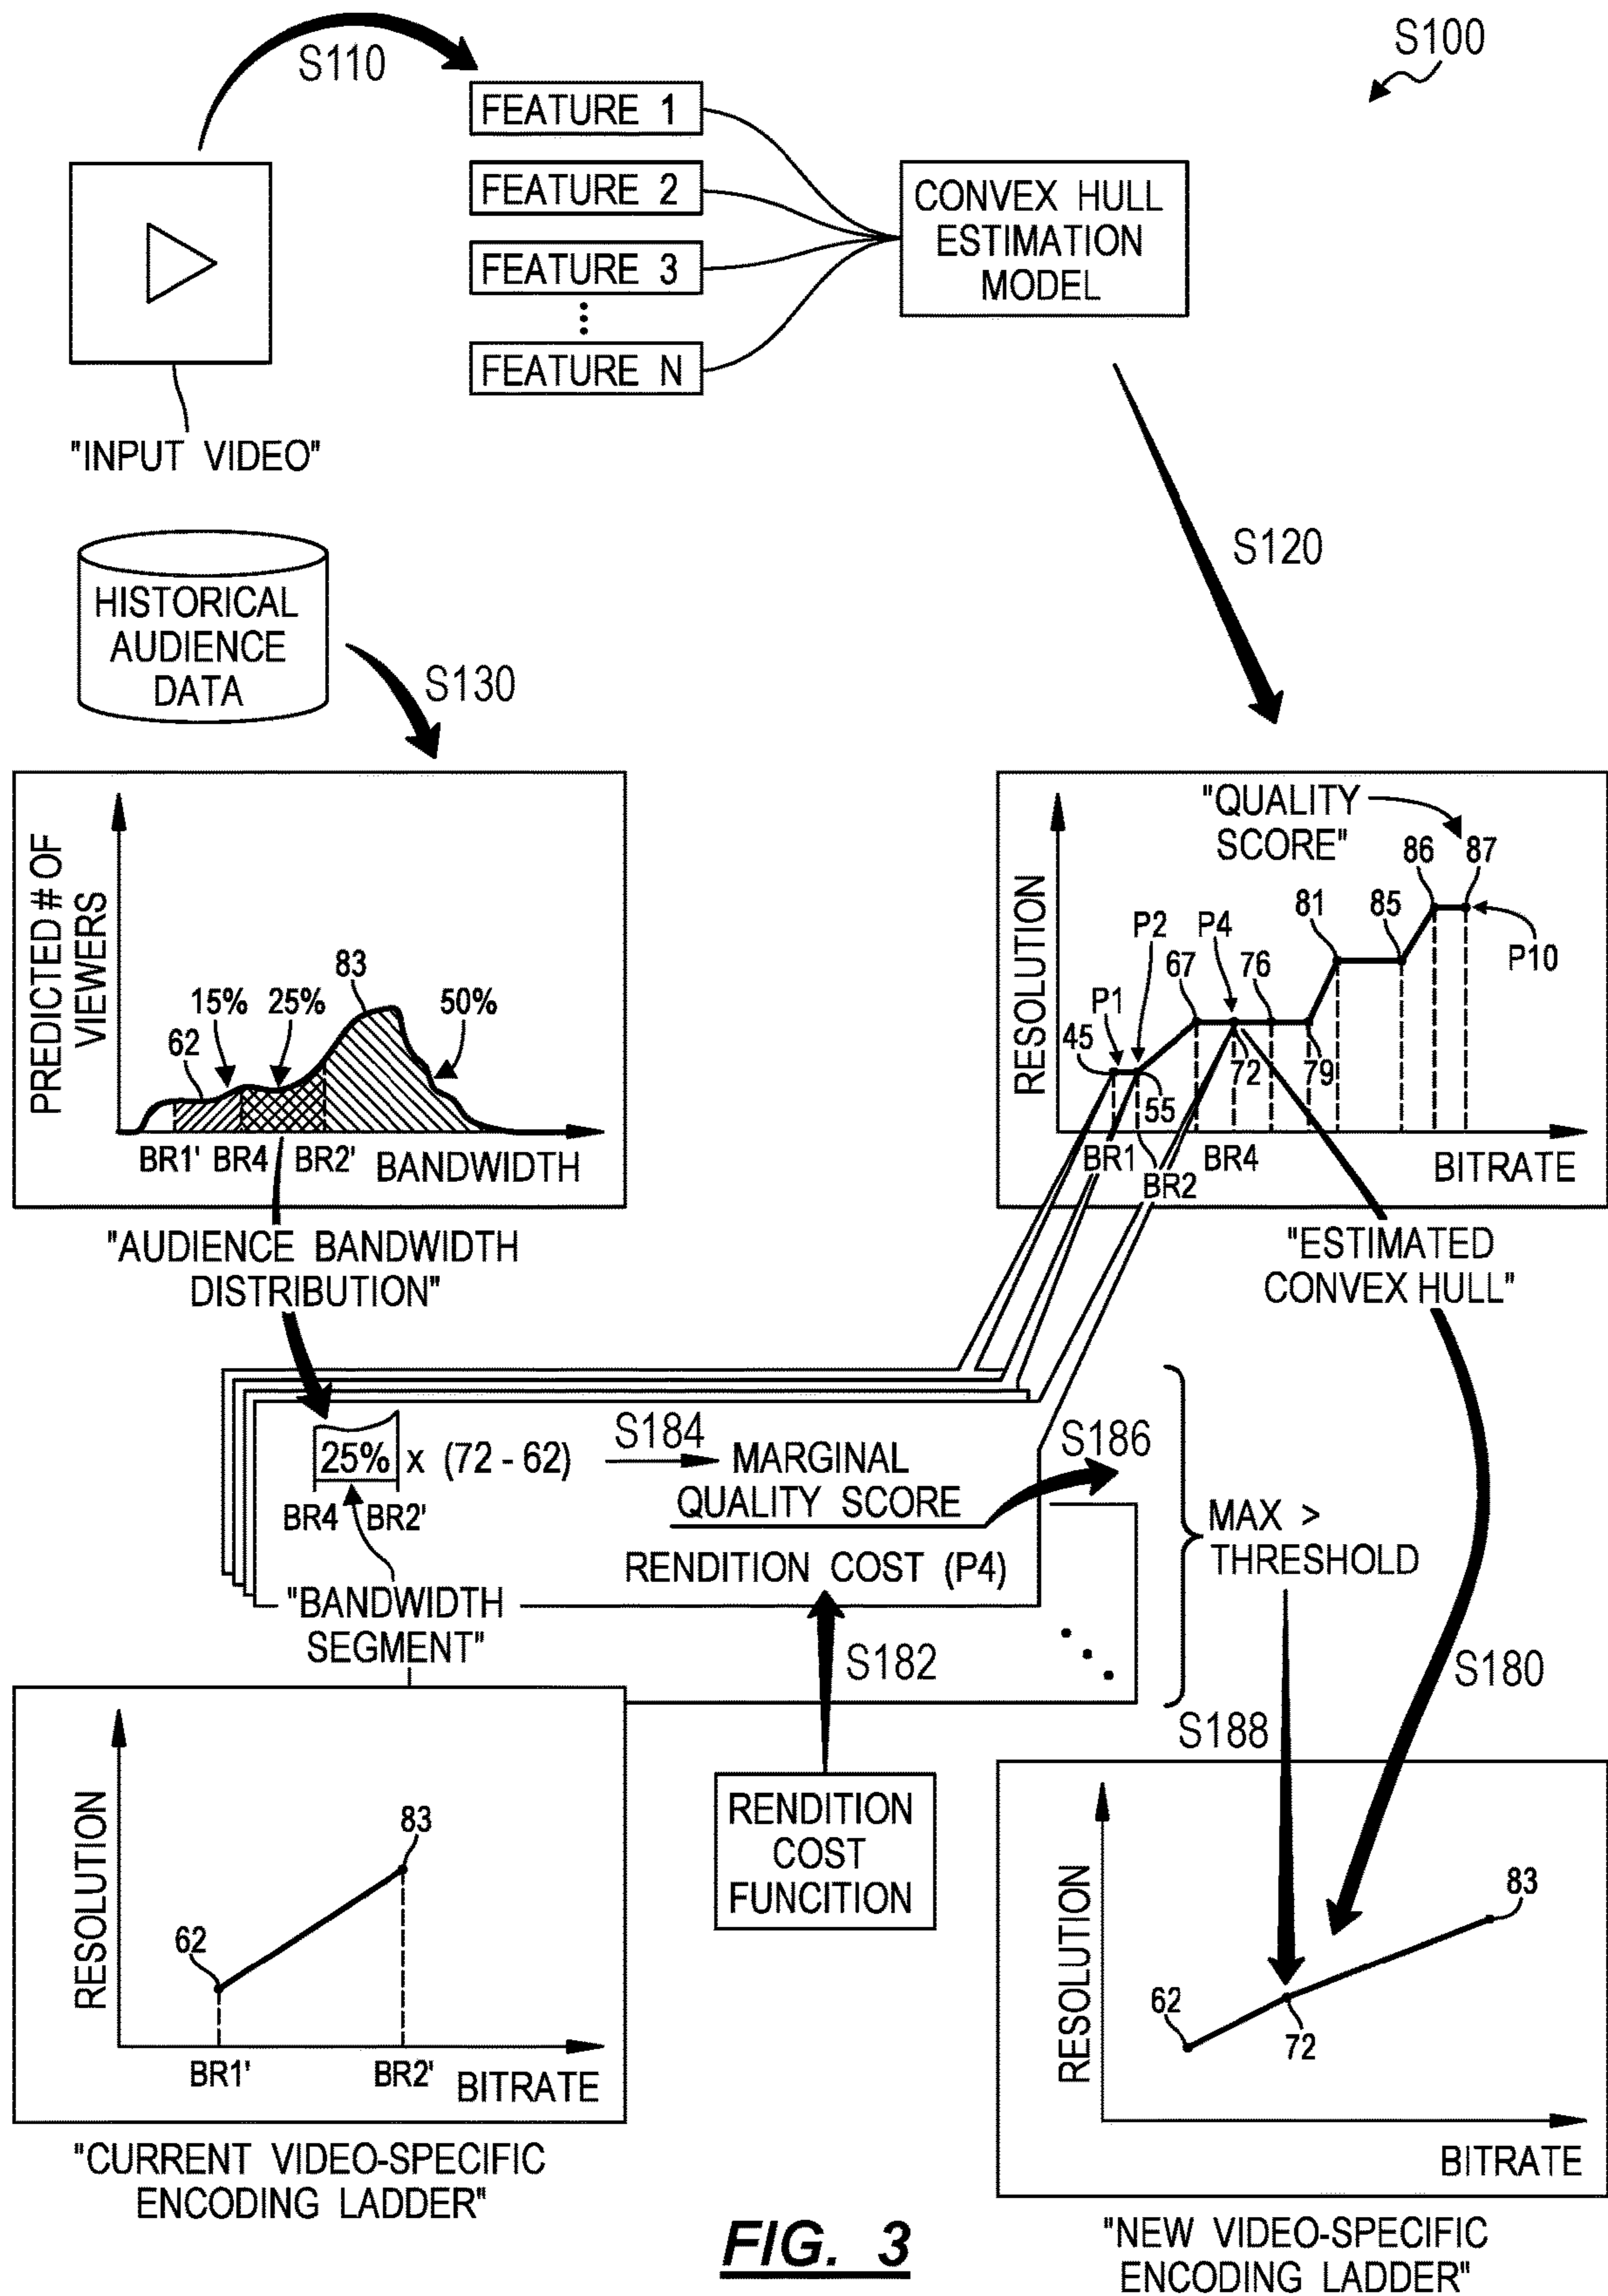 S110
S100
FEATURE 1
FEATURE 2
FEATURE 3
FEATURE N
CONVEX HULL
ESTIMATION
MODEL
"INPUT VIDEO"
S120
HISTORICAL
AUDIENCE
DATA
S130
PREDICTED # OF
VIEWERS
62
15%
25%
83
50%
BR1'
BR4
BR2'
BANDWIDTH
"AUDIENCE BANDWIDTH
DISTRIBUTION"
"QUALITY
SCORE"
RESOLUTION
45
P1
P2
55
67
P4
72
76
79
81
85
86
87
P10
BR1
BR2
BR4
BITRATE
"ESTIMATED
CONVEX HULL"
25% x (72 - 62)
BR4 BR2'
S184
MARGINAL
QUALITY SCORE
RENDITION COST (P4)
S186
"BANDWIDTH
SEGMENT"
S182
MAX >
THRESHOLD
S180
S188
RENDITION
COST
FUNCITION
RESOLUTION
62
83
BR1'
BR2'
BITRATE
"CURRENT VIDEO-SPECIFIC
ENCODING LADDER"
RESOLUTION
62
72
83
BITRATE
"NEW VIDEO-SPECIFIC
ENCODING LADDER"
FIG. 3